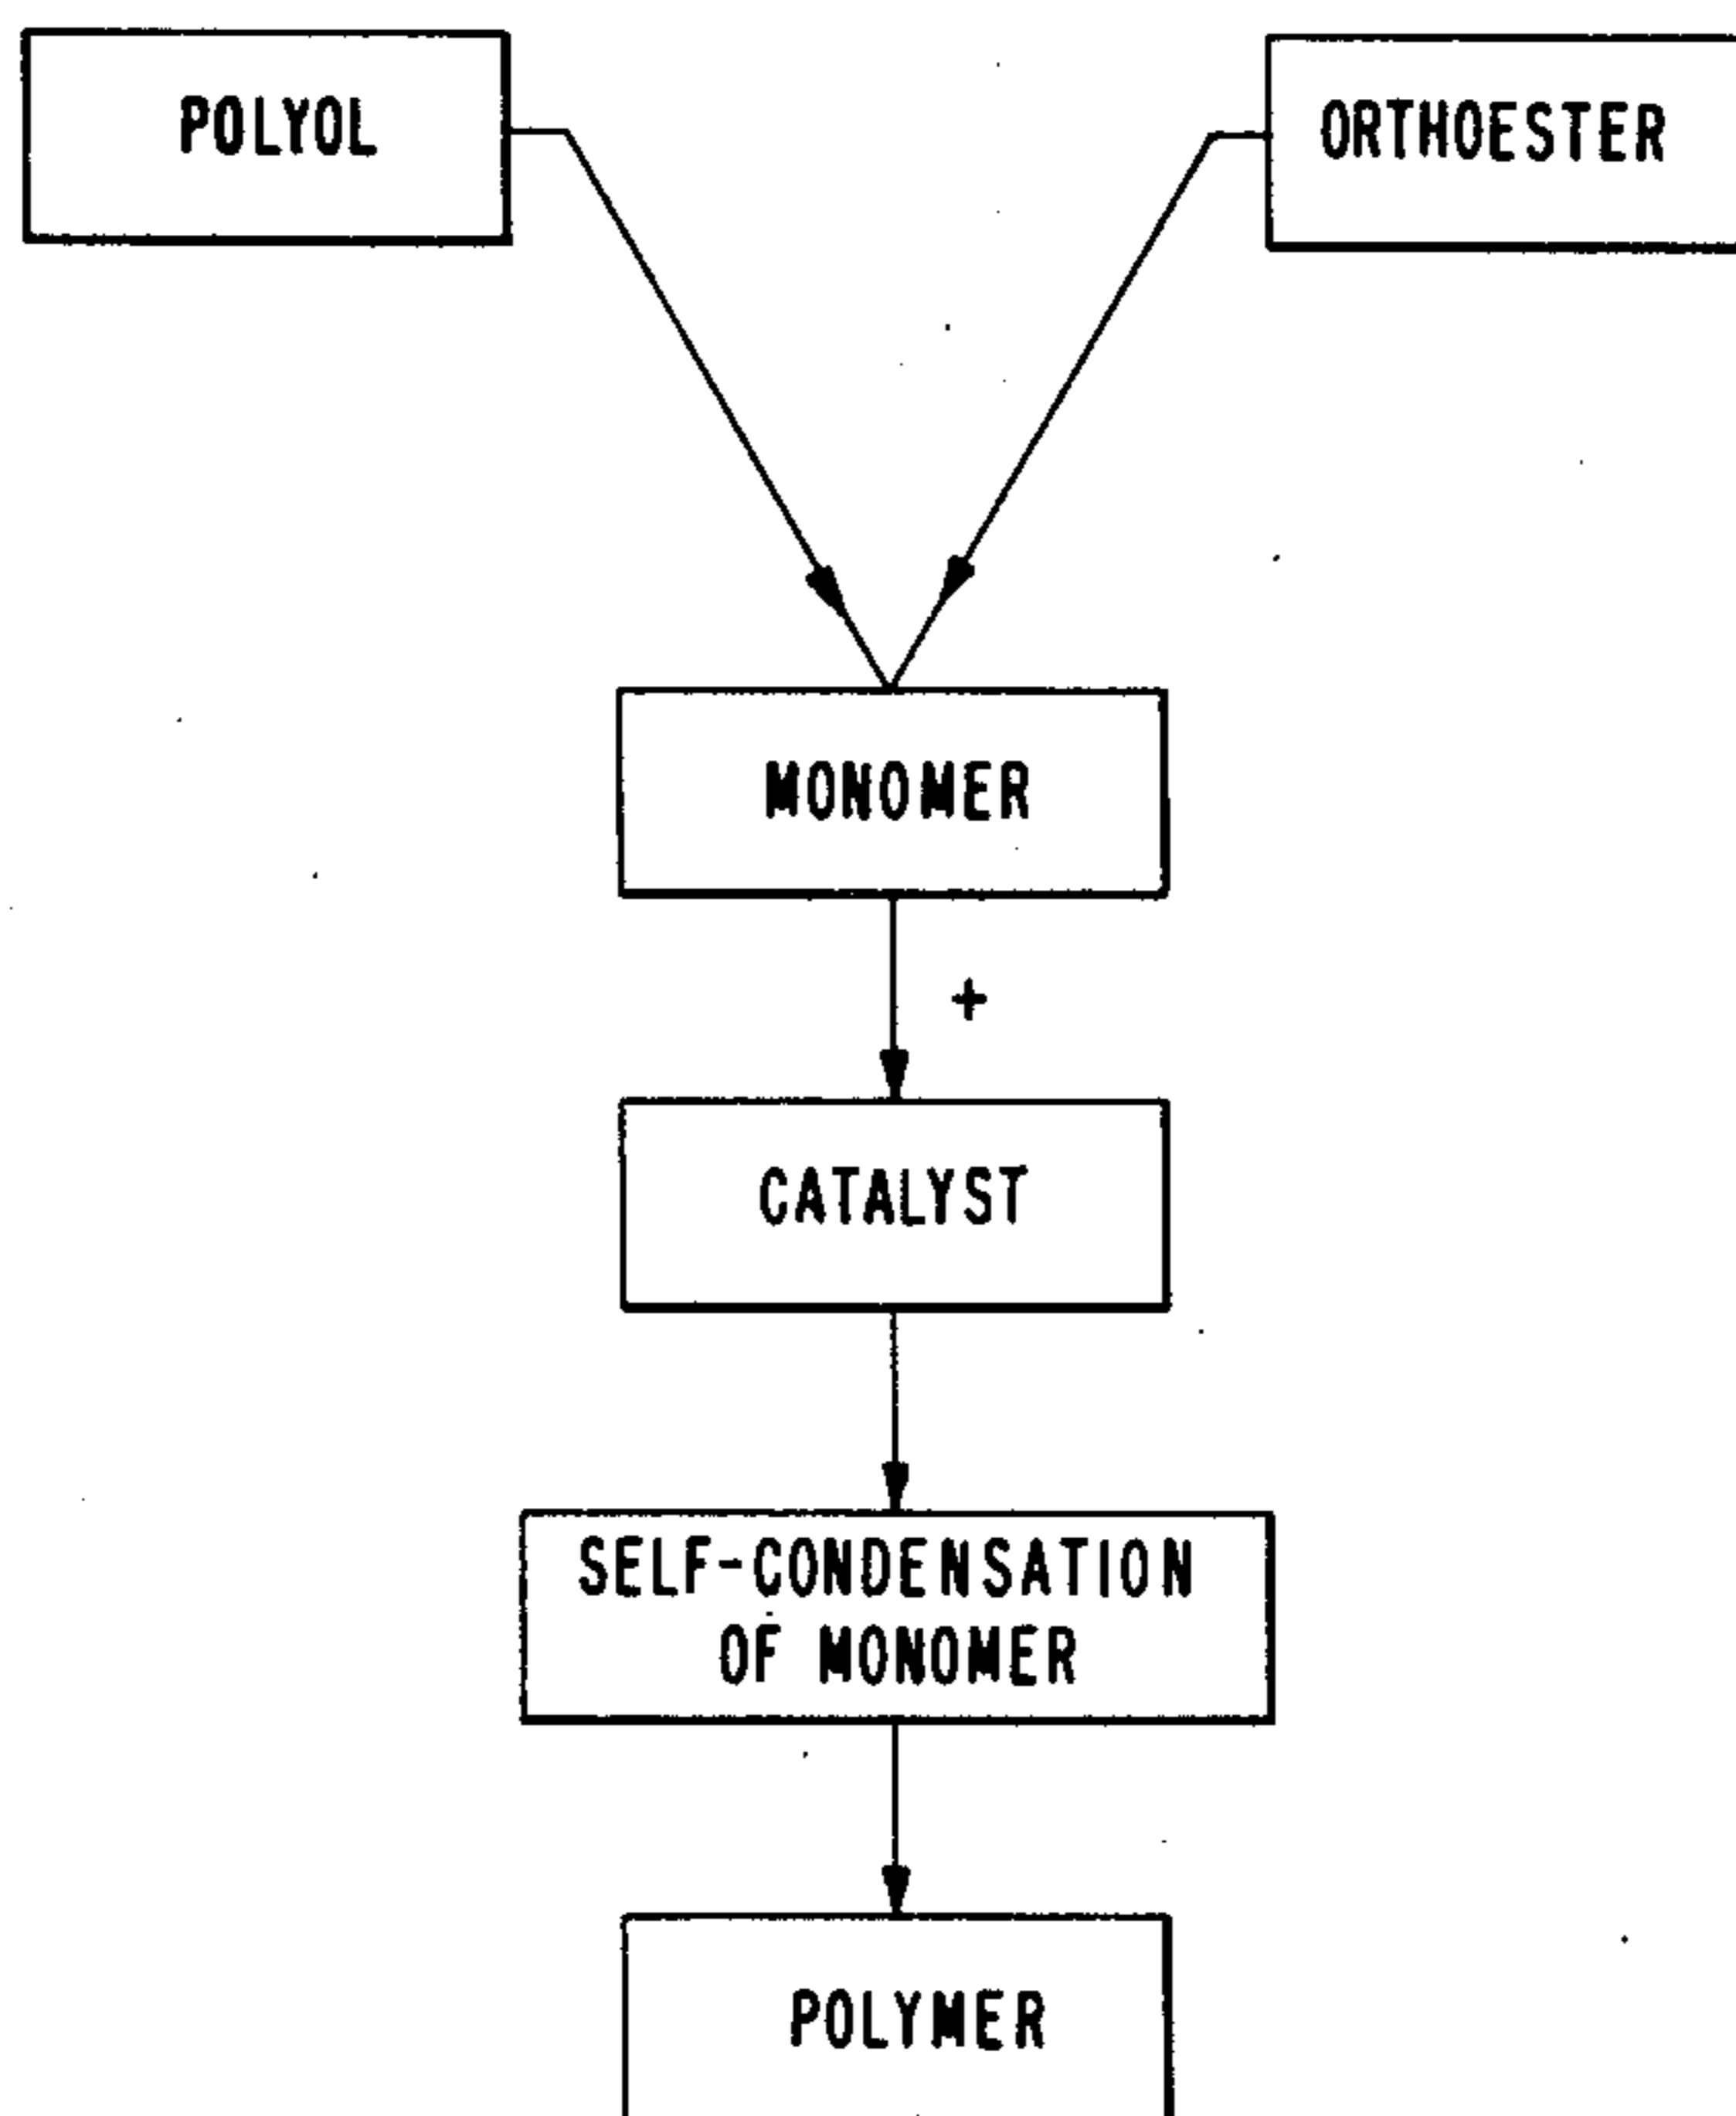 POLYOL
ORTHOESTER
MONOMER
+
CATALYST
SELF-CONDENSATION
OF MONOMER
POLYMER